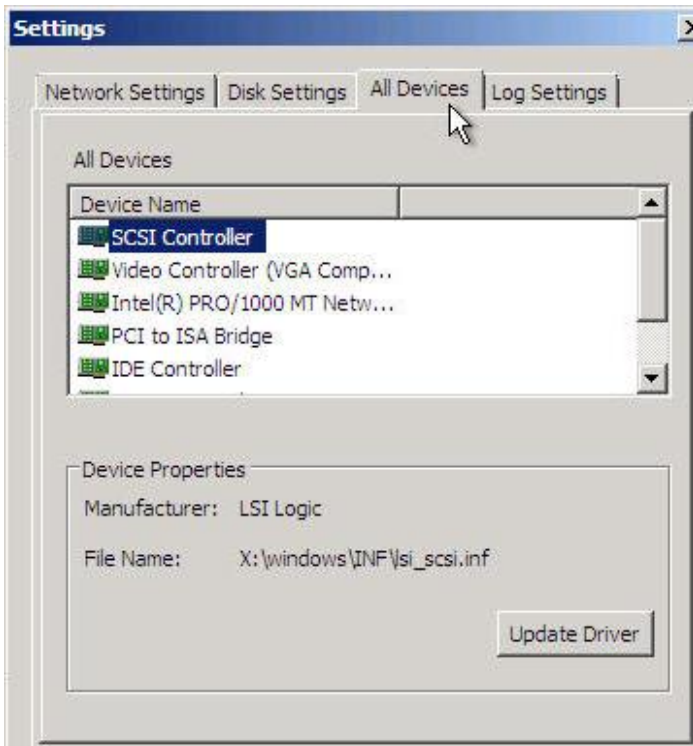 Settings
Network Settings Disk Settings All Devices Log Settings
All Devices
Device Name
SCSI Controller
Video Controller (VGA Comp...
Intel(R) PRO/1000 MT Netw...
PCI to ISA Bridge
IDE Controller
Device Properties
Manufacturer: LSI Logic
File Name: X:\windows\INF\lsi_scsi.inf
Update Driver